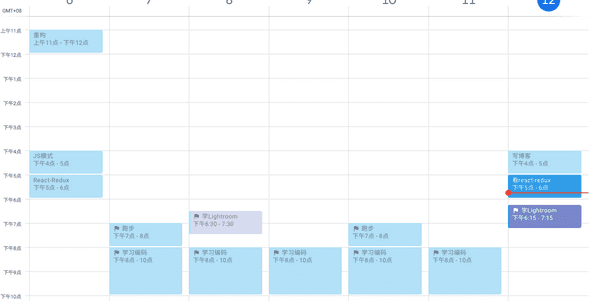 6 7 8 9 10 11 12
GMT+08
上午11点
下午12点
下午1点
下午2点
下午3点
下午4点
下午5点
下午6点
下午7点
下午8点
下午9点
下午10点
重构
上午11点 - 下午12点
JS模式
下午4点 - 5点
React-Redux
下午5点 - 6点
跑步
下午7点 - 8点
学习编码
下午8点 - 10点
学Lightroom
下午6:30 - 7:30
学习编码
下午8点 - 10点
学习编码
下午8点 - 10点
跑步
下午7点 - 8点
学习编码
下午8点 - 10点
学习编码
下午8点 - 10点
写博客
下午4点 - 5点
看react-redux
下午5点 - 6点
学Lightroom
下午6:15 - 7:15